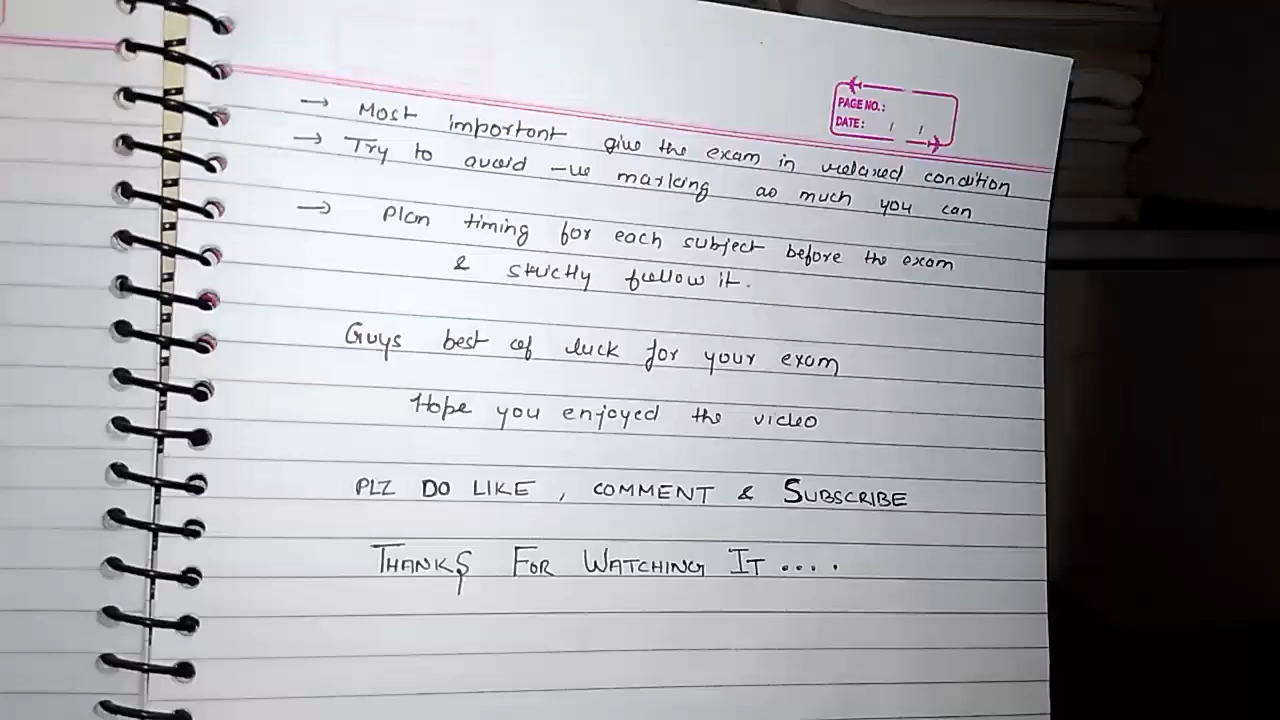 PAGE NO.:
DATE: / /
→ Most important give the exam in relaxed condition
→ Try to avoid -ve marking as much you can
→ Plan timing for each subject before the exam
& strictly follow it.
Guys best of luck for your exam
Hope you enjoyed the video
PLZ DO LIKE, COMMENT & SUBSCRIBE
THANKS FOR WATCHING IT ....